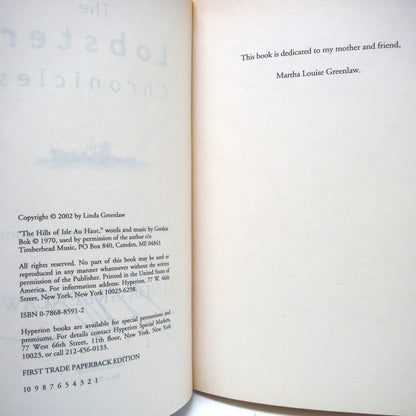 The
Lobster
Chronicles
Copyright © 2002 by Linda Greenlaw
"The Hills of Isle Au Haut," words and music by Gordon
Bok © 1970, used by permission of the author c/o
Timberhead Music, PO Box 840, Camden, MI 04843
All rights reserved. No part of this book may be used or
reproduced in any manner whatsoever without the written
permission of the Publisher. Printed in the United States of
America. For information address: Hyperion, 77 W. 66th
Street, New York, New York 10023-6298.
ISBN 0-7868-8591-2
Hyperion books are available for special promotions and
premiums. For details contact Hyperion Special Markets,
77 West 66th Street, 11th floor, New York, New York
10023, or call 212-456-0133.
FIRST TRADE PAPERBACK EDITION
10 9 8 7 6 5 4 3 2 1
This book is dedicated to my mother and friend,
Martha Louise Greenlaw.